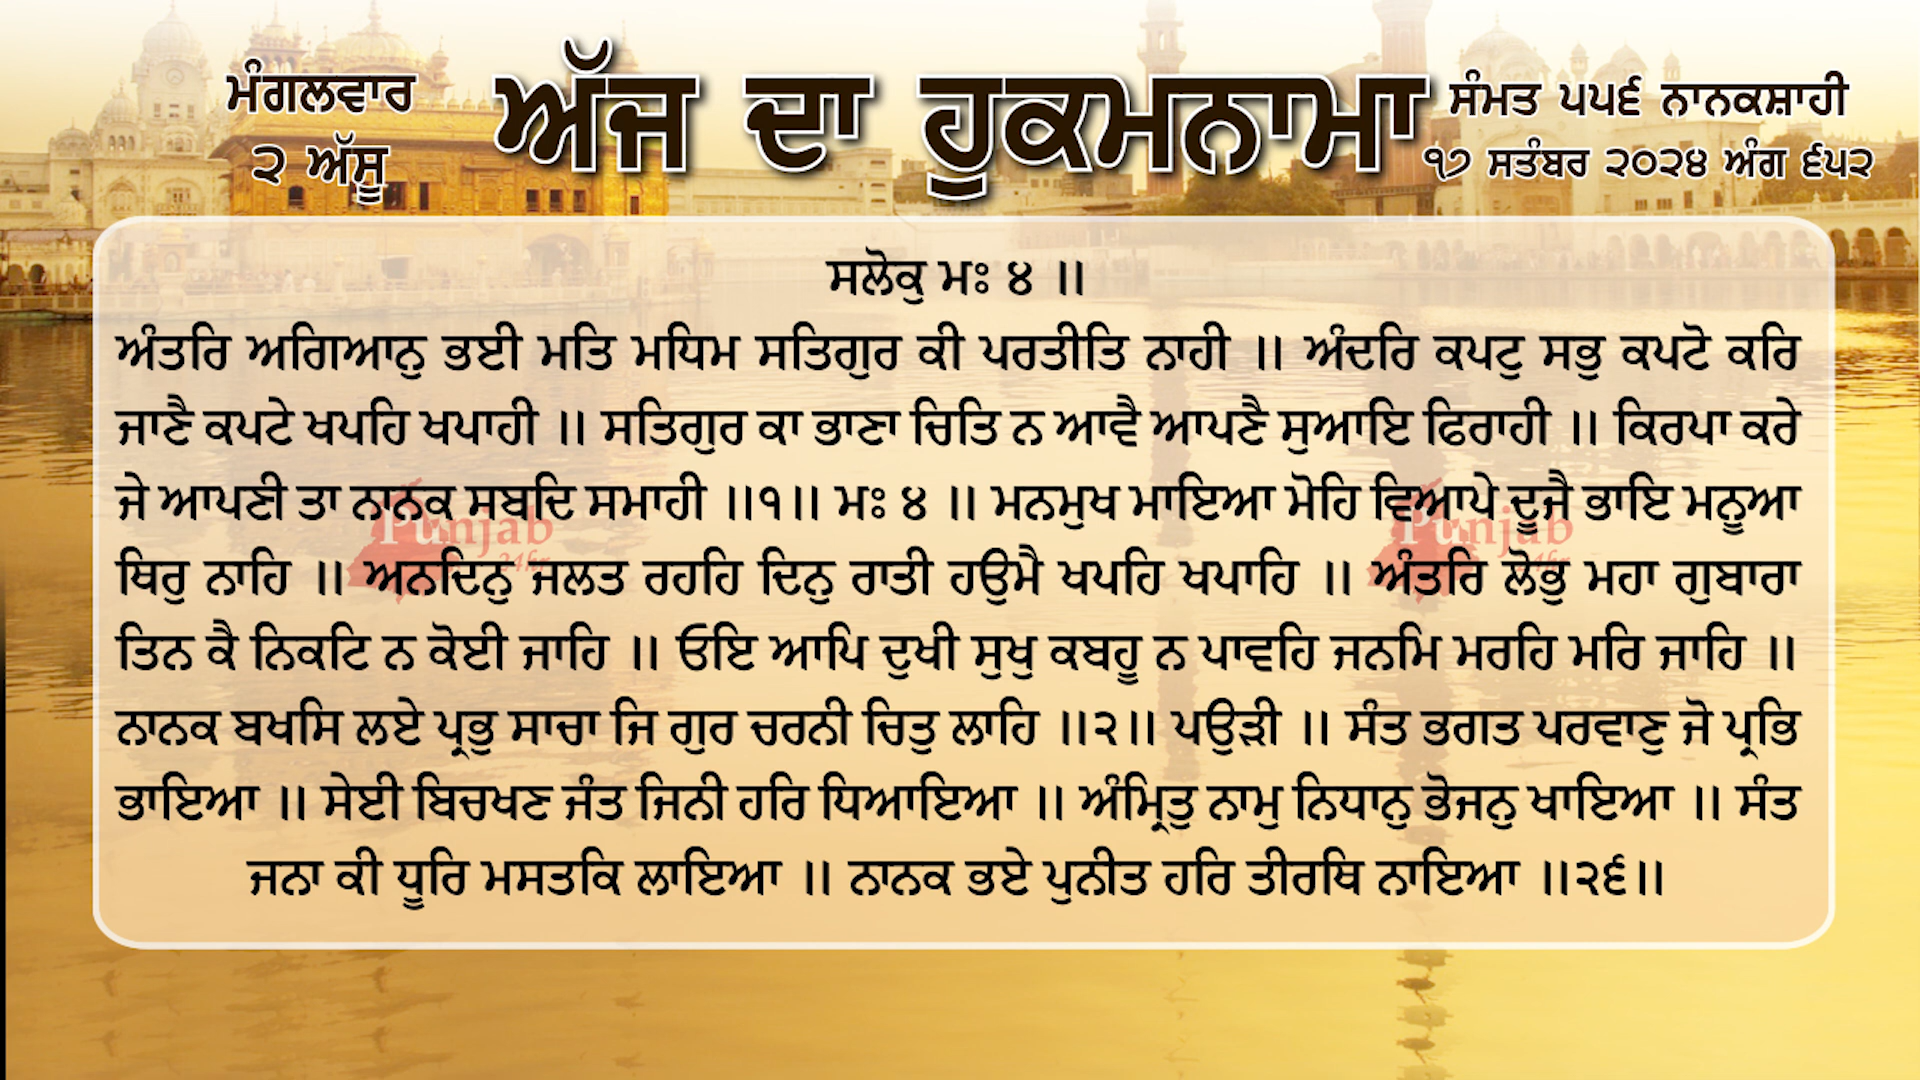 ਮੰਗਲਵਾਰ
੨ ਅੱਸੂ
ਅੱਜ ਦਾ ਹੁਕਮਨਾਮਾ
ਸੰਮਤ ੫੫੬ ਨਾਨਕਸ਼ਾਹੀ
੧੭ ਸਤੰਬਰ ੨੦੨੪ ਅੰਗ ੬੫੨
ਸਲੋਕੁ ਮਃ ੪ ॥
ਅੰਤਰਿ ਅਗਿਆਨੁ ਭਈ ਮਤਿ ਮਧਿਮ ਸਤਿਗੁਰ ਕੀ ਪਰਤੀਤਿ ਨਾਹੀ ॥ ਅੰਦਰਿ ਕਪਟੁ ਸਭੁ ਕਪਟੋ ਕਰਿ
ਜਾਣੈ ਕਪਟੇ ਖਪਹਿ ਖਪਾਹੀ ॥ ਸਤਿਗੁਰ ਕਾ ਭਾਣਾ ਚਿਤਿ ਨ ਆਵੈ ਆਪਣੈ ਸੁਆਇ ਫਿਰਾਹੀ ॥ ਕਿਰਪਾ ਕਰੇ
ਜੇ ਆਪਣੀ ਤਾ ਨਾਨਕ ਸਬਦਿ ਸਮਾਹੀ ॥੧॥ ਮਃ ੪ ॥ ਮਨਮੁਖ ਮਾਇਆ ਮੋਹਿ ਵਿਆਪੇ ਦੂਜੈ ਭਾਇ ਮਨੂਆ
ਥਿਰੁ ਨਾਹਿ ॥ ਅਨਦਿਨੁ ਜਲਤ ਰਹਹਿ ਦਿਨੁ ਰਾਤੀ ਹਉਮੈ ਖਪਹਿ ਖਪਾਹਿ ॥ ਅੰਤਰਿ ਲੋਭੁ ਮਹਾ ਗੁਬਾਰਾ
ਤਿਨ ਕੈ ਨਿਕਟਿ ਨ ਕੋਈ ਜਾਹਿ ॥ ਓਇ ਆਪਿ ਦੁਖੀ ਸੁਖੁ ਕਬਹੂ ਨ ਪਾਵਹਿ ਜਨਮਿ ਮਰਹਿ ਮਰਿ ਜਾਹਿ ॥
ਨਾਨਕ ਬਖਸਿ ਲਏ ਪ੍ਰਭੁ ਸਾਚਾ ਜਿ ਗੁਰ ਚਰਨੀ ਚਿਤੁ ਲਾਹਿ ॥੨॥ ਪਉੜੀ ॥ ਸੰਤ ਭਗਤ ਪਰਵਾਣੁ ਜੋ ਪ੍ਰਭਿ
ਭਾਇਆ ॥ ਸੇਈ ਬਿਚਖਣ ਜੰਤ ਜਿਨੀ ਹਰਿ ਧਿਆਇਆ ॥ ਅੰਮ੍ਰਿਤੁ ਨਾਮੁ ਨਿਧਾਨੁ ਭੋਜਨੁ ਖਾਇਆ ॥ ਸੰਤ
ਜਨਾ ਕੀ ਧੂਰਿ ਮਸਤਕਿ ਲਾਇਆ ॥ ਨਾਨਕ ਭਏ ਪੁਨੀਤ ਹਰਿ ਤੀਰਥਿ ਨਾਇਆ ॥੨੬॥
Punjab
24hr
Punjab
24hr